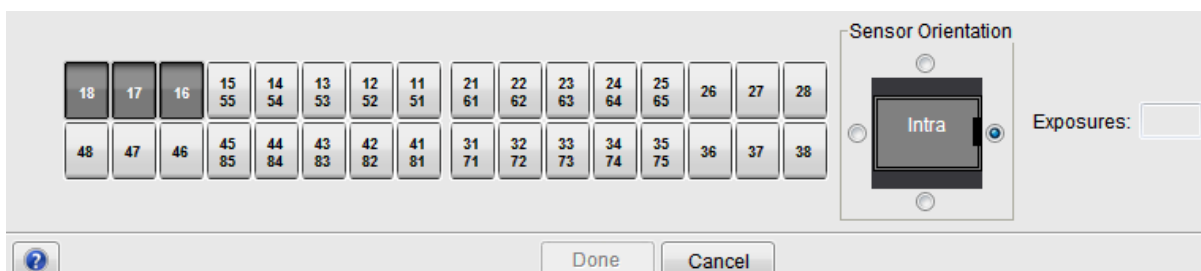 Sensor Orientation
18 17 16 15 14 13 12 11 21 22 23 24 25 26 27 28
55 54 53 52 51 61 62 63 64 65
48 47 46 45 44 43 42 41 31 32 33 34 35 36 37 38
85 84 83 82 81 71 72 73 74 75
Intra
Exposures:
?
Done Cancel